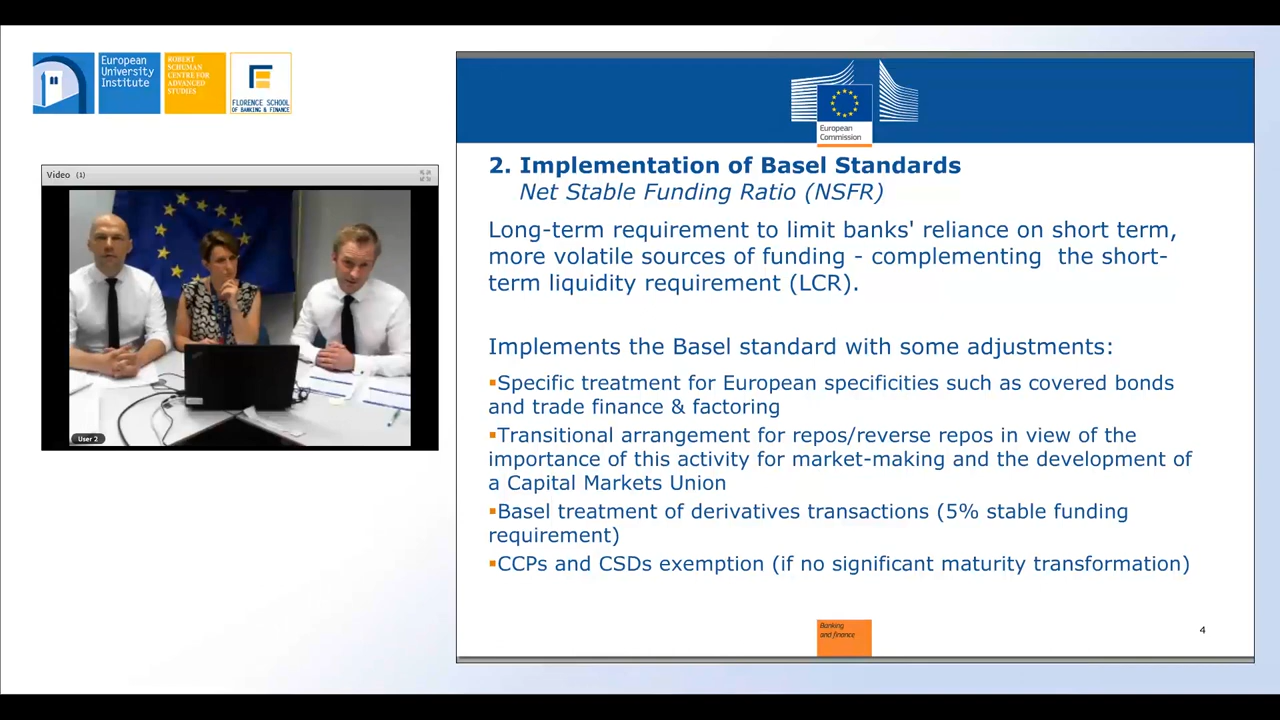 European
University
Institute
ROBERT
SCHUMAN
CENTRE FOR
ADVANCED
STUDIES
FLORENCE SCHOOL
OF BANKING & FINANCE
Video (1)
User 2
European
Commission
2. Implementation of Basel Standards
Net Stable Funding Ratio (NSFR)
Long-term requirement to limit banks' reliance on short term,
more volatile sources of funding - complementing the short-
term liquidity requirement (LCR).
Implements the Basel standard with some adjustments:
▪Specific treatment for European specificities such as covered bonds
and trade finance & factoring
▪Transitional arrangement for repos/reverse repos in view of the
importance of this activity for market-making and the development of
a Capital Markets Union
▪Basel treatment of derivatives transactions (5% stable funding
requirement)
▪CCPs and CSDs exemption (if no significant maturity transformation)
Banking
and finance
4